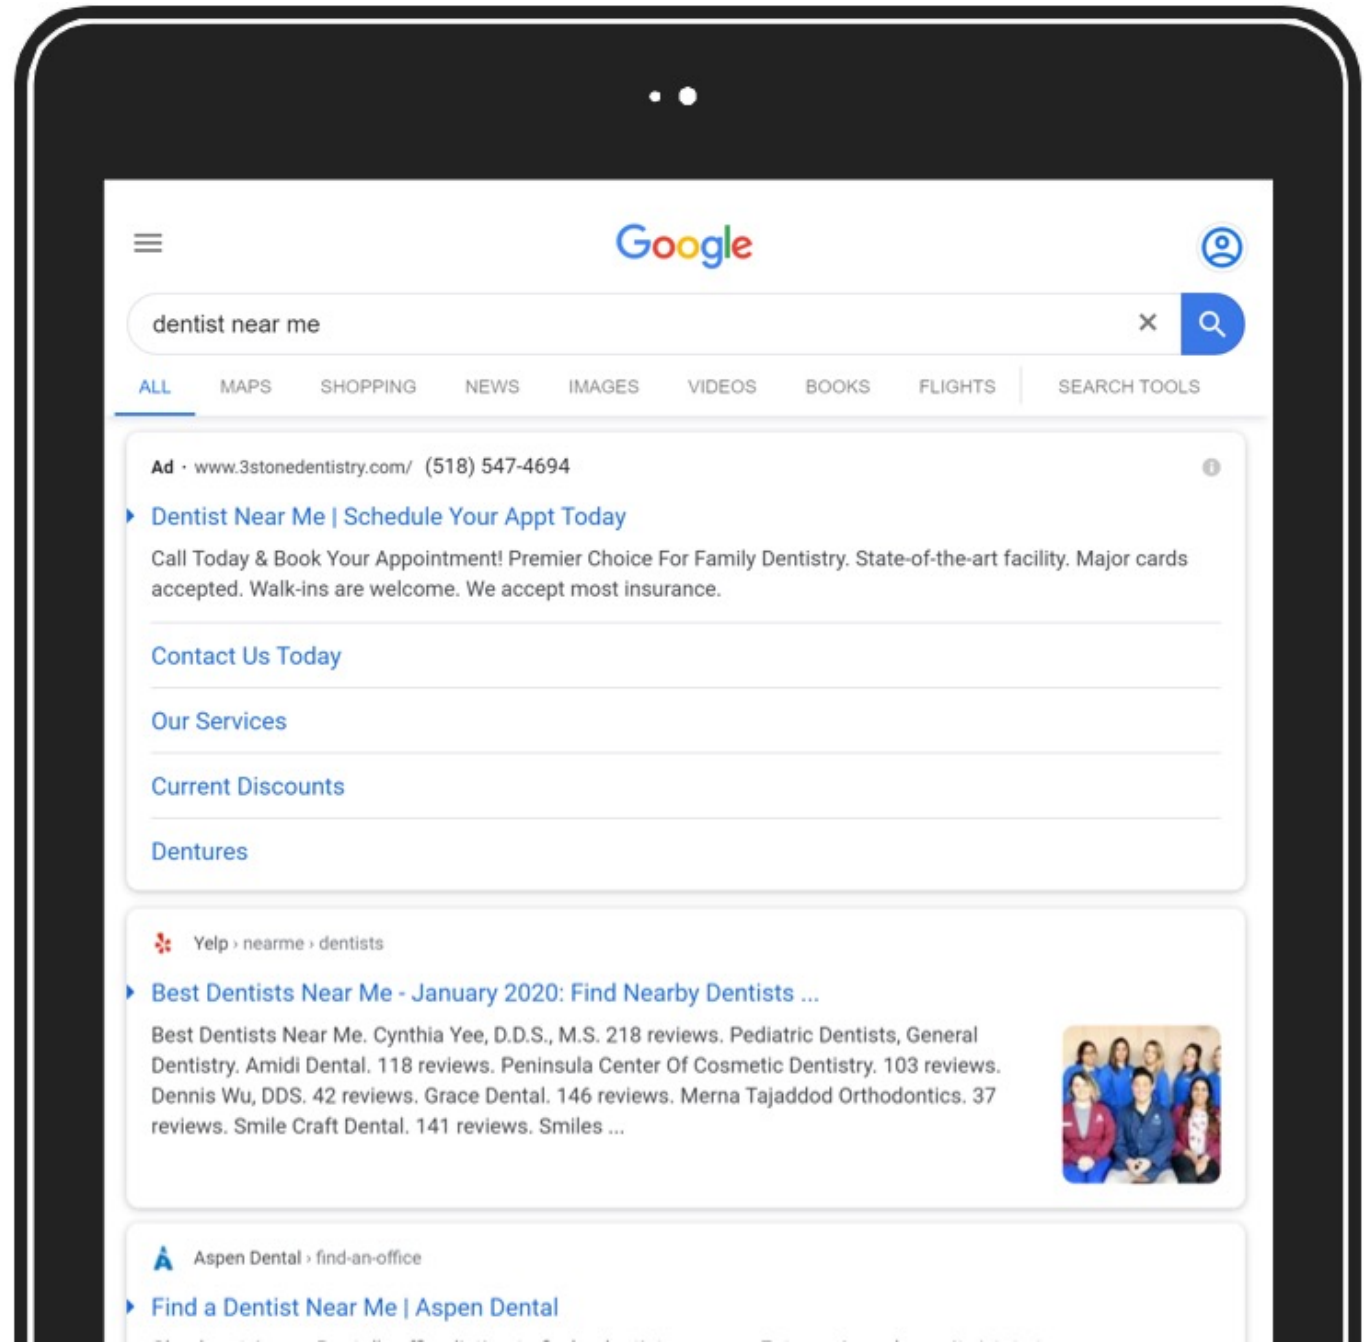 Google
dentist near me
ALL MAPS SHOPPING NEWS IMAGES VIDEOS BOOKS FLIGHTS SEARCH TOOLS
Ad · www.3stonedentistry.com/ (518) 547-4694
Dentist Near Me | Schedule Your Appt Today
Call Today & Book Your Appointment! Premier Choice For Family Dentistry. State-of-the-art facility. Major cards
accepted. Walk-ins are welcome. We accept most insurance.
Contact Us Today
Our Services
Current Discounts
Dentures
Yelp › nearme › dentists
Best Dentists Near Me - January 2020: Find Nearby Dentists ...
Best Dentists Near Me. Cynthia Yee, D.D.S., M.S. 218 reviews. Pediatric Dentists, General
Dentistry. Amidi Dental. 118 reviews. Peninsula Center Of Cosmetic Dentistry. 103 reviews.
Dennis Wu, DDS. 42 reviews. Grace Dental. 146 reviews. Merna Tajaddod Orthodontics. 37
reviews. Smile Craft Dental. 141 reviews. Smiles ...
Aspen Dental › find-an-office
Find a Dentist Near Me | Aspen Dental